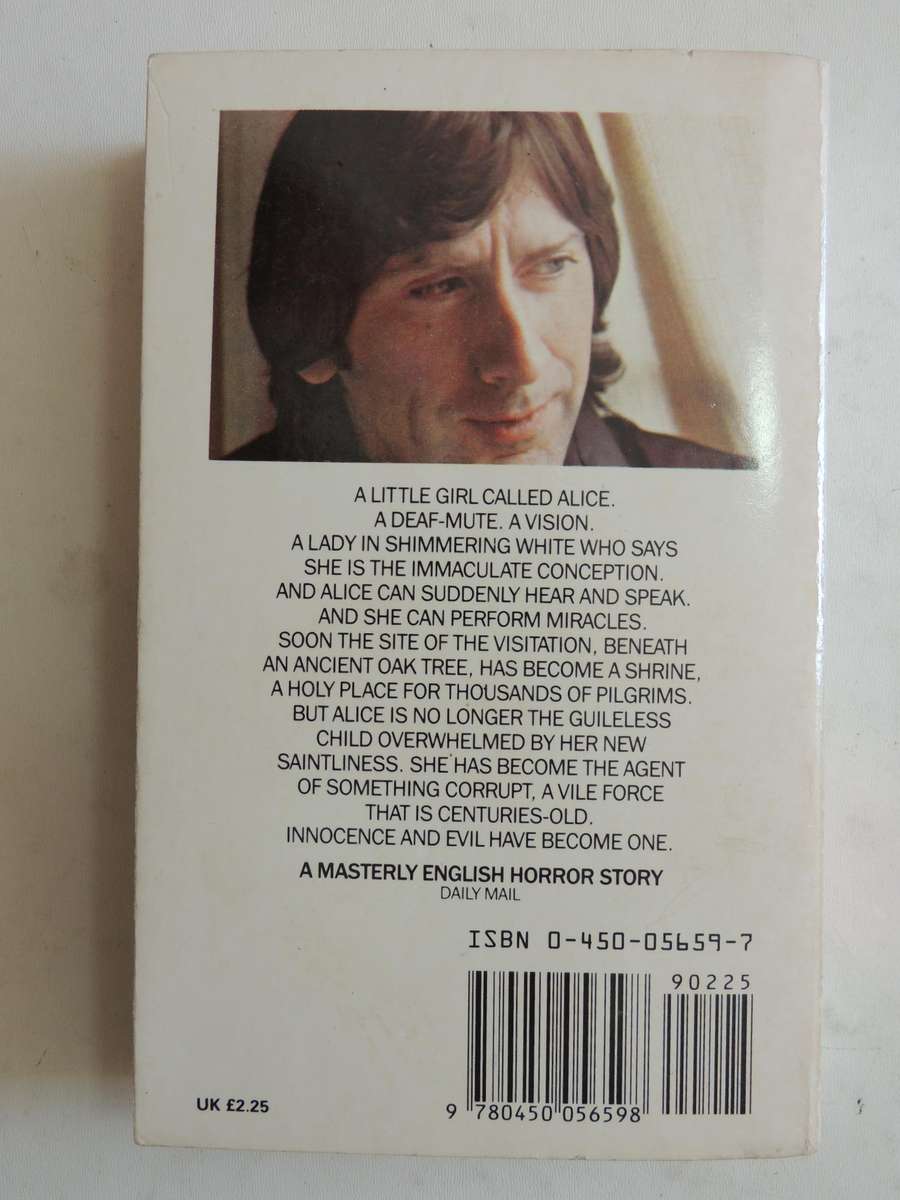 A LITTLE GIRL CALLED ALICE.
A DEAF-MUTE. A VISION.
A LADY IN SHIMMERING WHITE WHO SAYS
SHE IS THE IMMACULATE CONCEPTION.
AND ALICE CAN SUDDENLY HEAR AND SPEAK.
AND SHE CAN PERFORM MIRACLES.
SOON THE SITE OF THE VISITATION, BENEATH
AN ANCIENT OAK TREE, HAS BECOME A SHRINE,
A HOLY PLACE FOR THOUSANDS OF PILGRIMS.
BUT ALICE IS NO LONGER THE GUILELESS
CHILD OVERWHELMED BY HER NEW
SAINTLINESS. SHE HAS BECOME THE AGENT
OF SOMETHING CORRUPT, A VILE FORCE
THAT IS CENTURIES-OLD.
INNOCENCE AND EVIL HAVE BECOME ONE.
A MASTERLY ENGLISH HORROR STORY
DAILY MAIL
ISBN 0-450-05659-7
90225
UK £2.25
9 780450 056598